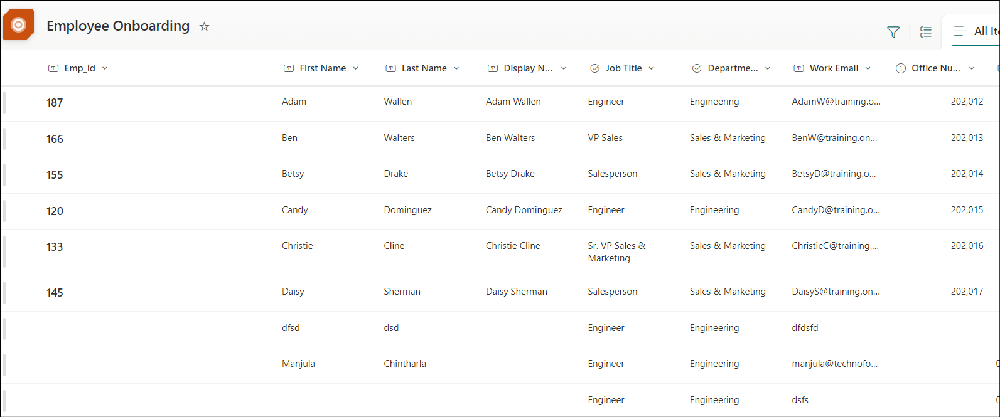 Employee Onboarding
All Ite
Emp_id First Name Last Name Display N... Job Title Departme... Work Email Office Nu...
187 Adam Wallen Adam Wallen Engineer Engineering AdamW@training.o... 202,012
166 Ben Walters Ben Walters VP Sales Sales & Marketing BenW@training.on... 202,013
155 Betsy Drake Betsy Drake Salesperson Sales & Marketing BetsyD@training.o... 202,014
120 Candy Dominguez Candy Dominguez Engineer Engineering CandyD@training.o... 202,015
133 Christie Cline Christie Cline Sr. VP Sales & Sales & Marketing ChristieC@training.... 202,016
Marketing
145 Daisy Sherman Daisy Sherman Salesperson Sales & Marketing DaisyS@training.on... 202,017
dfsd dsd Engineer Engineering dfdsfd
Manjula Chintharla Engineer Engineering manjula@technofo...
Engineer Engineering dsfs